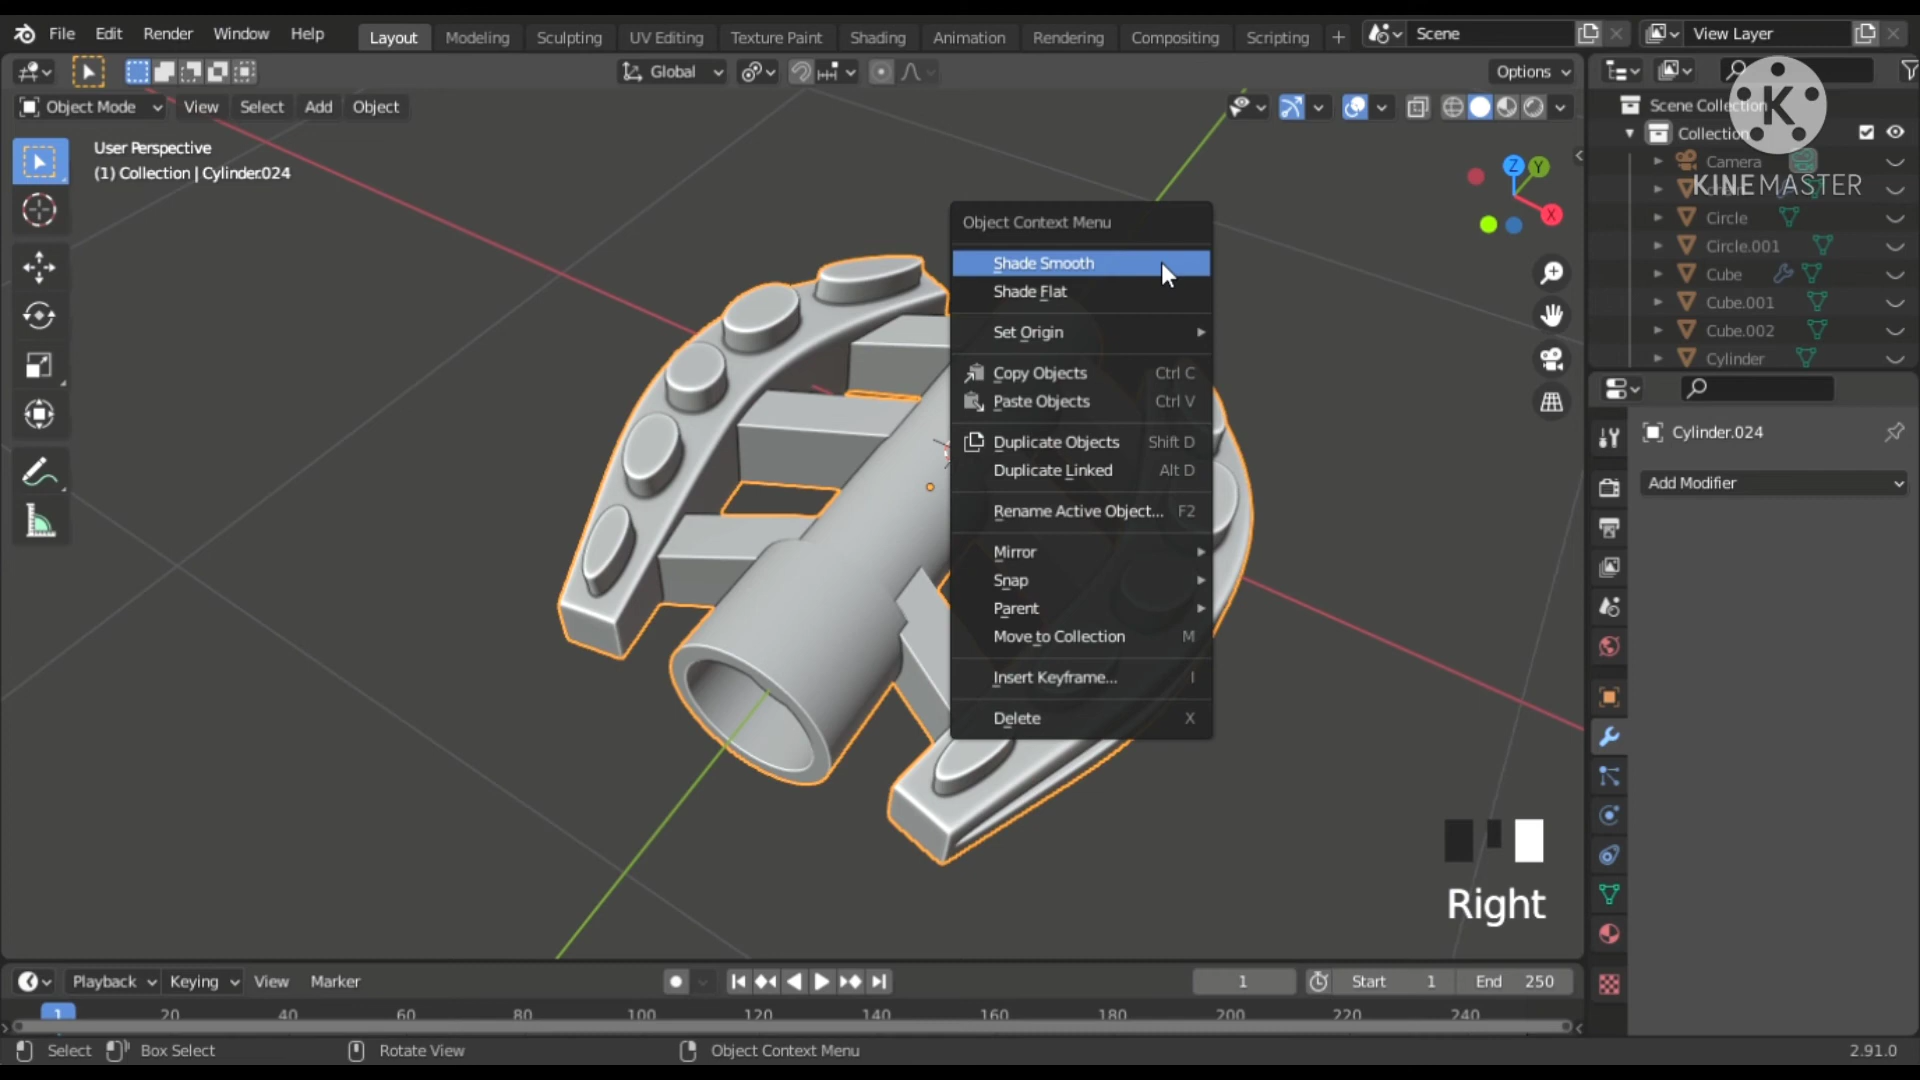 File Edit Render Window Help Layout Modeling Sculpting UV Editing Texture Paint Shading Animation Rendering Compositing Scripting + Scene View Layer
Global Options
Object Mode View Select Add Object
User Perspective
(1) Collection | Cylinder.024
Z Y X
Object Context Menu
Shade Smooth
Shade Flat
Set Origin
Copy Objects Ctrl C
Paste Objects Ctrl V
Duplicate Objects Shift D
Duplicate Linked Alt D
Rename Active Object... F2
Mirror
Snap
Parent
Move to Collection M
Insert Keyframe... I
Delete X
Scene Collection
Collection
Camera
Circle
Circle.001
Cube
Cube.001
Cube.002
Cylinder
K
KINEMASTER
Cylinder.024
Add Modifier
Right
Playback Keying View Marker 1 Start 1 End 250
1 20 40 60 80 100 120 140 160 180 200 220 240
Select Box Select Rotate View Object Context Menu 2.91.0